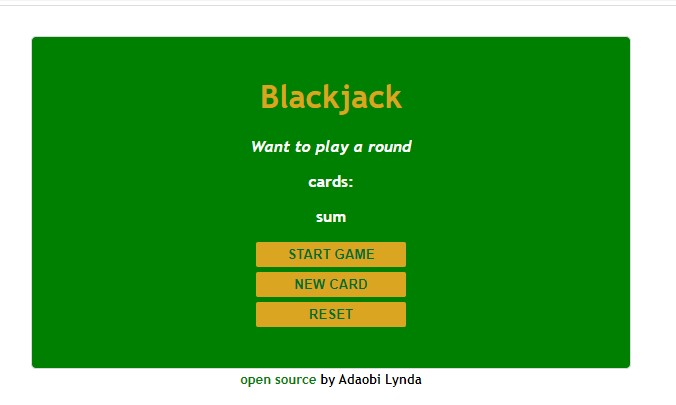 Blackjack
Want to play a round
cards:
sum
START GAME
NEW CARD
RESET
open source by Adaobi Lynda